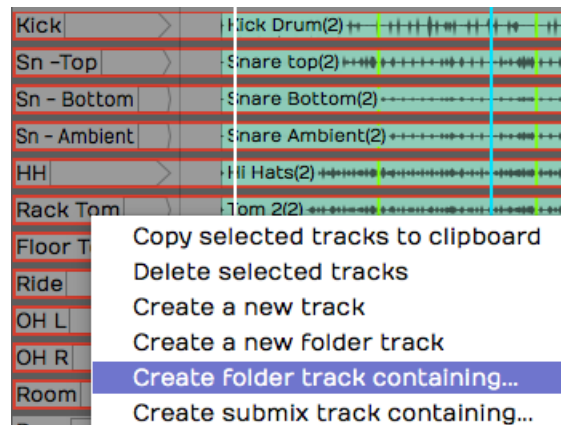 Kick Kick Drum(2)
Sn -Top Snare top(2)
Sn - Bottom Snare Bottom(2)
Sn - Ambient Snare Ambient(2)
HH Hi Hats(2)
Rack Tom Tom 2(2)
Floor
Ride
OH L
OH R
Room
Copy selected tracks to clipboard
Delete selected tracks
Create a new track
Create a new folder track
Create folder track containing...
Create submix track containing...